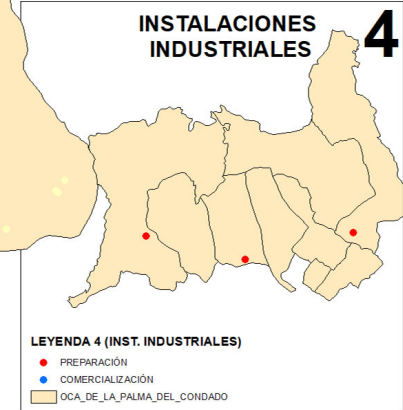 INSTALACIONES
INDUSTRIALES
4
LEYENDA 4 (INST. INDUSTRIALES)
PREPARACIÓN
COMERCIALIZACIÓN
OCA_DE_LA_PALMA_DEL_CONDADO